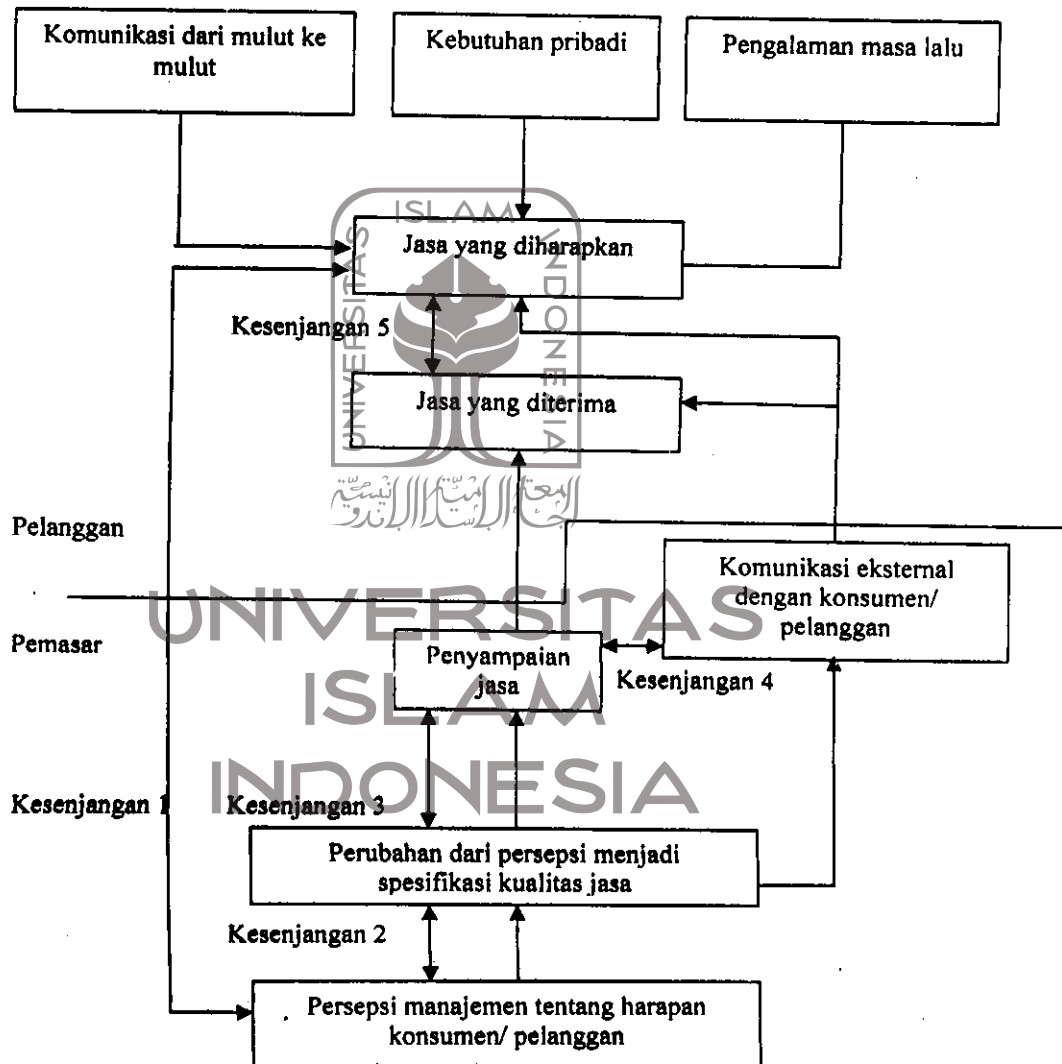 Komunikasi dari mulut ke
mulut
Kebutuhan pribadi
Pengalaman masa lalu
ISLAM
UNIVERSITAS
INDONESIA
Jasa yang diharapkan
Kesenjangan 5
Jasa yang diterima
Pelanggan
Komunikasi eksternal
dengan konsumen/
pelanggan
UNIVERSITAS
ISLAM
INDONESIA
Pemasar
Penyampaian
jasa
Kesenjangan 4
Kesenjangan 1
Kesenjangan 3
Perubahan dari persepsi menjadi
spesifikasi kualitas jasa
Kesenjangan 2
Persepsi manajemen tentang harapan
konsumen/ pelanggan